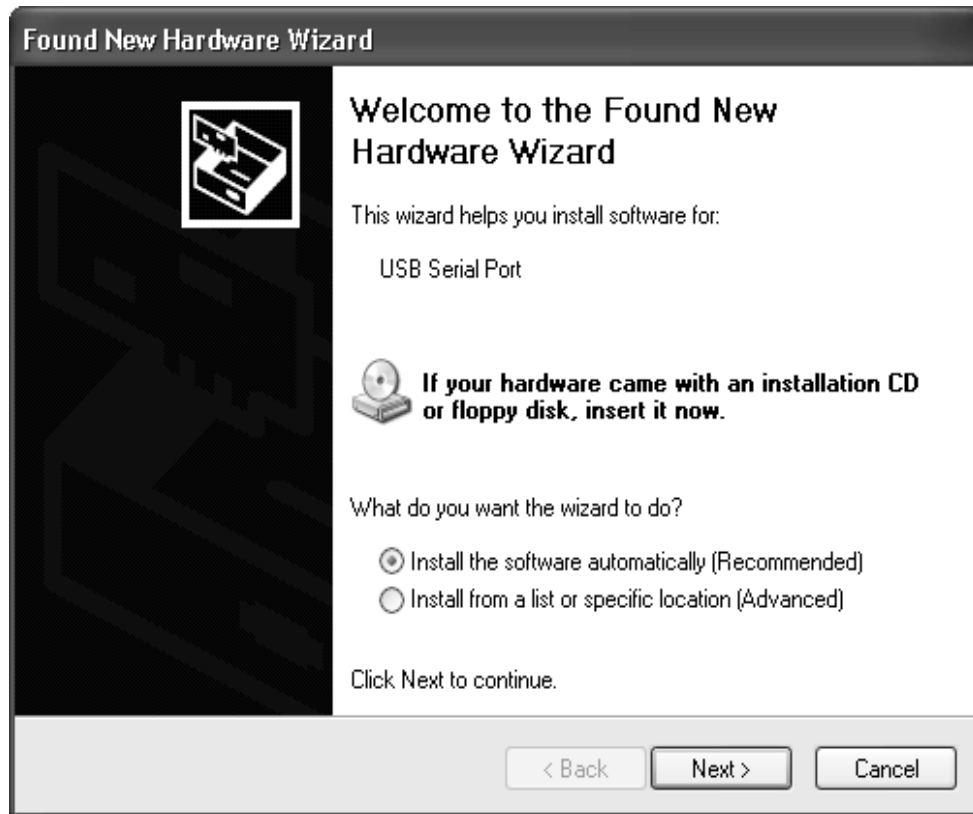 Found New Hardware Wizard
Welcome to the Found New
Hardware Wizard
This wizard helps you install software for:
USB Serial Port
If your hardware came with an installation CD
or floppy disk, insert it now.
What do you want the wizard to do?
Install the software automatically (Recommended)
Install from a list or specific location (Advanced)
Click Next to continue.
< Back Next > Cancel